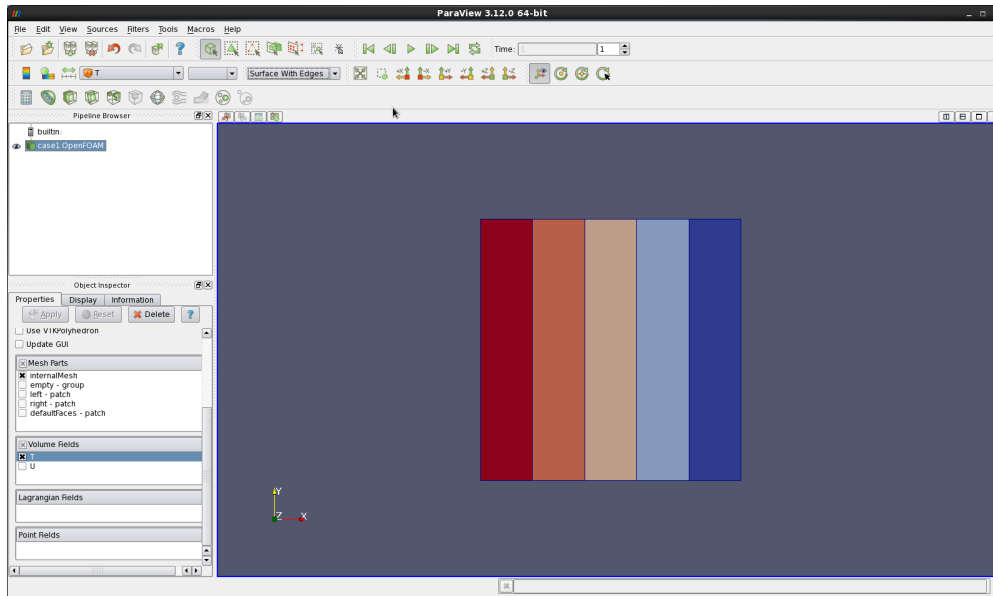 ParaView 3.12.0 64-bit
File Edit View Sources Filters Tools Macros Help
Time: 1 1
T Surface With Edges +X -X +Y -Y +Z -Z
Pipeline Browser
builtin:
case1.OpenFOAM
Object Inspector
Properties Display Information
Apply Reset Delete ?
Use VTKPolyhedron
Update GUI
Mesh Parts
internalMesh
empty - group
left - patch
right - patch
defaultFaces - patch
Volume Fields
T
U
Lagrangian Fields
Point Fields
Y
Z X